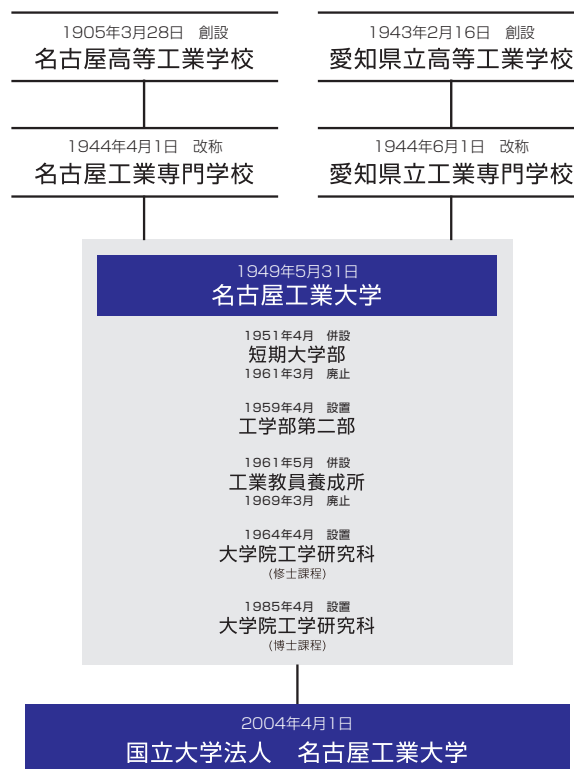 1905年3月28日　創設
名古屋高等工業学校
1944年4月1日　改称
名古屋工業専門学校
1943年2月16日　創設
愛知県立高等工業学校
1944年6月1日　改称
愛知県立工業専門学校
1949年5月31日
名古屋工業大学
1951年4月　併設
短期大学部
1961年3月　廃止
1959年4月　設置
工学部第二部
1961年5月　併設
工業教員養成所
1969年3月　廃止
1964年4月　設置
大学院工学研究科
(修士課程)
1985年4月　設置
大学院工学研究科
(博士課程)
2004年4月1日
国立大学法人　名古屋工業大学